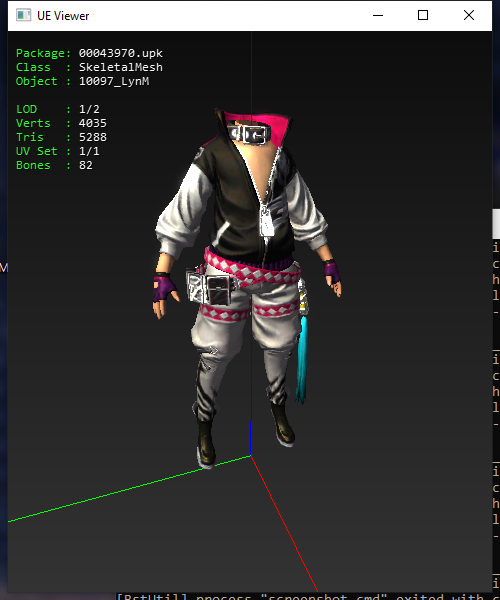 UE Viewer
Package: 00043970.upk
Class : SkeletalMesh
Object : 10097_LynM
LOD : 1/2
Verts : 4035
Tris : 5288
UV Set : 1/1
Bones : 82
M
i
c
h
l
-
i
c
h
l
-
i
c
h
l
-
i
[BstUtil] process "screenshot.cmd" exited with c